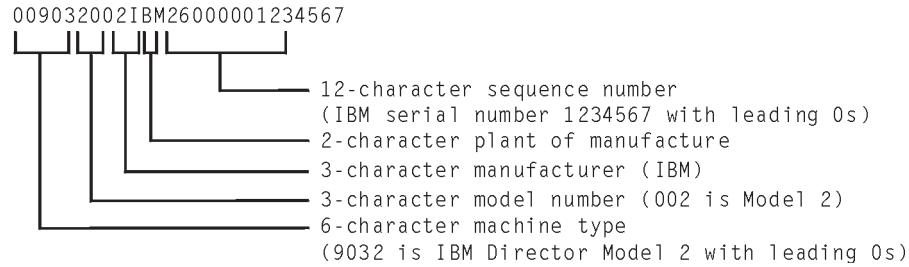 009032002IBM26000001234567
12-character sequence number
(IBM serial number 1234567 with leading 0s)
2-character plant of manufacture
3-character manufacturer (IBM)
3-character model number (002 is Model 2)
6-character machine type
(9032 is IBM Director Model 2 with leading 0s)